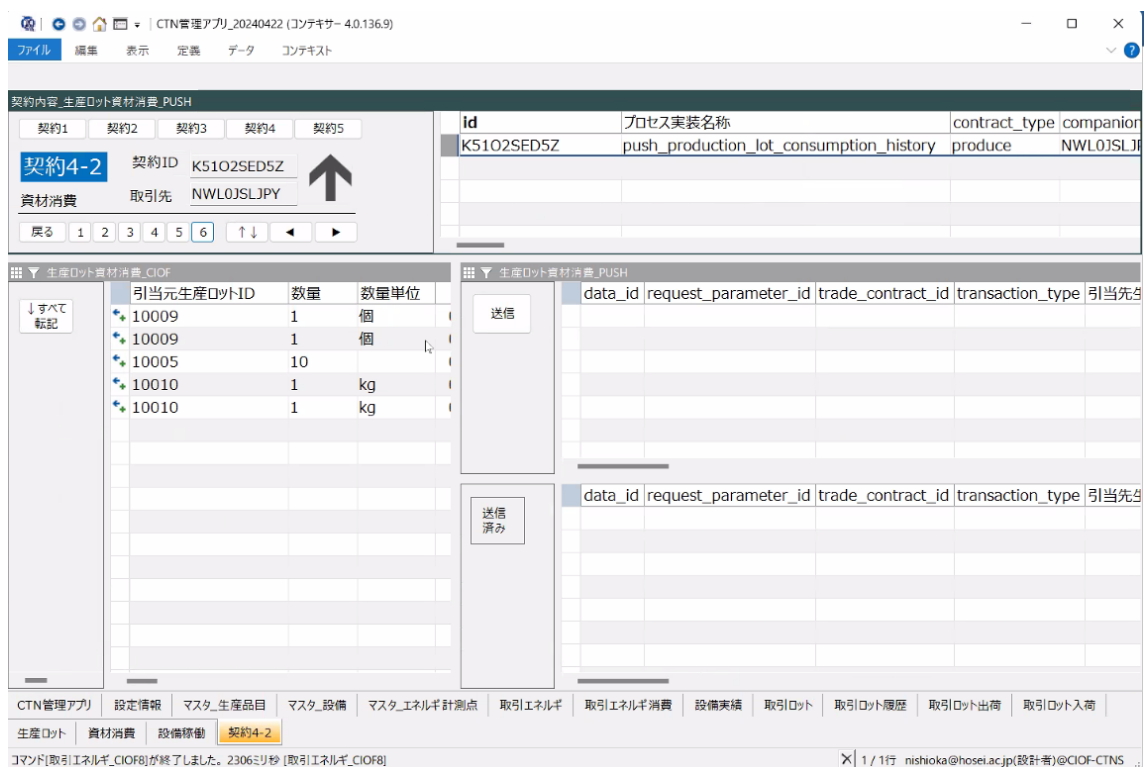 CTN管理アプリ_20240422 (コンテキサー 4.0.136.9)
ファイル 編集 表示 定義 データ コンテキスト
契約内容_生産ロット資材消費_PUSH
契約1 契約2 契約3 契約4 契約5
契約4-2 契約ID K51O2SED5Z
資材消費 取引先 NWL0JSLJPY
戻る 1 2 3 4 5 6 ↑↓ ◀ ▶
id プロセス実装名称 contract_type companion
K51O2SED5Z push_production_lot_consumption_history produce NWL0JSLJ
生産ロット資材消費_CIOF
↓すべて
転記
引当元生産ロットID 数量 数量単位
10009 1 個
10009 1 個
10005 10
10010 1 kg
10010 1 kg
生産ロット資材消費_PUSH
送信
data_id request_parameter_id trade_contract_id transaction_type 引当先生
送信
済み
data_id request_parameter_id trade_contract_id transaction_type 引当先生
CTN管理アプリ 設定情報 マスタ_生産品目 マスタ_設備 マスタ_エネルギ計測点 取引エネルギ 取引エネルギ消費 設備実績 取引ロット 取引ロット履歴 取引ロット出荷 取引ロット入荷
生産ロット 資材消費 設備稼働 契約4-2
コマンド[取引エネルギ_CIOF8]が終了しました。2306ミリ秒 [取引エネルギ_CIOF8] 1 / 1行 nishioka@hosei.ac.jp(設計者)@CIOF-CTNS